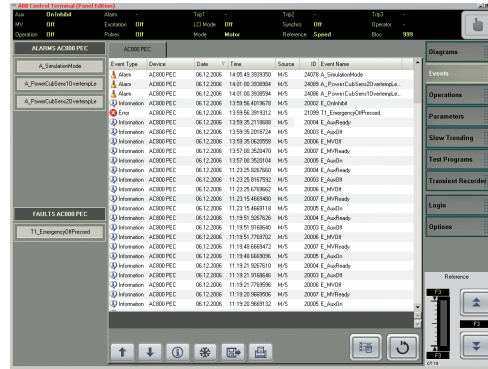 ABB Control Terminal (Panel Edition)
Aux On Inhibit Alarm - Trip1 - Trip2 - Trip3 -
MV Off Excitation Off LCI Mode Off Synchro Off Operator -
Operation Off Pulses Off Mode Motor Reference Speed Bloc 999
ALARMS AC800 PEC
A_SimulationMode
A_PowerCubSens1OvertempLe
A_PowerCubSens2OvertempLe
FAULTS AC800 PEC
T1_EmergencyOffPressed
AC800 PEC
Event Type Device Date Time Source ID Event Name
Alarm AC800 PEC 06.12.2006 14:05:49.3939350 M/S 24078 A_SimulationMode
Alarm AC800 PEC 06.12.2006 14:01:00.3938984 M/S 24089 A_PowerCubSens2OvertempLe...
Alarm AC800 PEC 06.12.2006 14:01:00.3938594 M/S 24086 A_PowerCubSens1OvertempLe...
Information AC800 PEC 06.12.2006 13:59:56.4019678 M/S 20002 E_OnInhibit
Error AC800 PEC 06.12.2006 13:59:56.3919312 M/S 21099 T1_EmergencyOffPressed
Information AC800 PEC 06.12.2006 13:59:35.2118688 M/S 20004 E_AuxReady
Information AC800 PEC 06.12.2006 13:59:35.2018724 M/S 20003 E_AuxOff
Information AC800 PEC 06.12.2006 13:59:35.0620558 M/S 20006 E_MVOff
Information AC800 PEC 06.12.2006 13:57:00.3520470 M/S 20007 E_MVReady
Information AC800 PEC 06.12.2006 13:57:00.3520104 M/S 20005 E_AuxOn
Information AC800 PEC 06.12.2006 11:23:25.0267660 M/S 20004 E_AuxReady
Information AC800 PEC 06.12.2006 11:23:25.0167592 M/S 20003 E_AuxOff
Information AC800 PEC 06.12.2006 11:23:25.6769662 M/S 20006 E_MVOff
Information AC800 PEC 06.12.2006 11:23:15.4669480 M/S 20007 E_MVReady
Information AC800 PEC 06.12.2006 11:23:15.4669118 M/S 20005 E_AuxOn
Information AC800 PEC 06.12.2006 11:19:51.9267626 M/S 20004 E_AuxReady
Information AC800 PEC 06.12.2006 11:19:51.9168640 M/S 20003 E_AuxOff
Information AC800 PEC 06.12.2006 11:19:51.7769702 M/S 20006 E_MVOff
Information AC800 PEC 06.12.2006 11:19:48.6669472 M/S 20007 E_MVReady
Information AC800 PEC 06.12.2006 11:19:48.6669096 M/S 20005 E_AuxOn
Information AC800 PEC 06.12.2006 11:19:21.9267610 M/S 20004 E_AuxReady
Information AC800 PEC 06.12.2006 11:19:21.9168646 M/S 20003 E_AuxOff
Information AC800 PEC 06.12.2006 11:19:21.7769596 M/S 20006 E_MVOff
Information AC800 PEC 06.12.2006 11:19:20.9669506 M/S 20007 E_MVReady
Information AC800 PEC 06.12.2006 11:19:20.9669132 M/S 20005 E_AuxOn
Diagrams
Events
Operations
Parameters
Slow Trending
Test Programs
Transient Recorder
Login
Options
Reference
F3
F3
F3